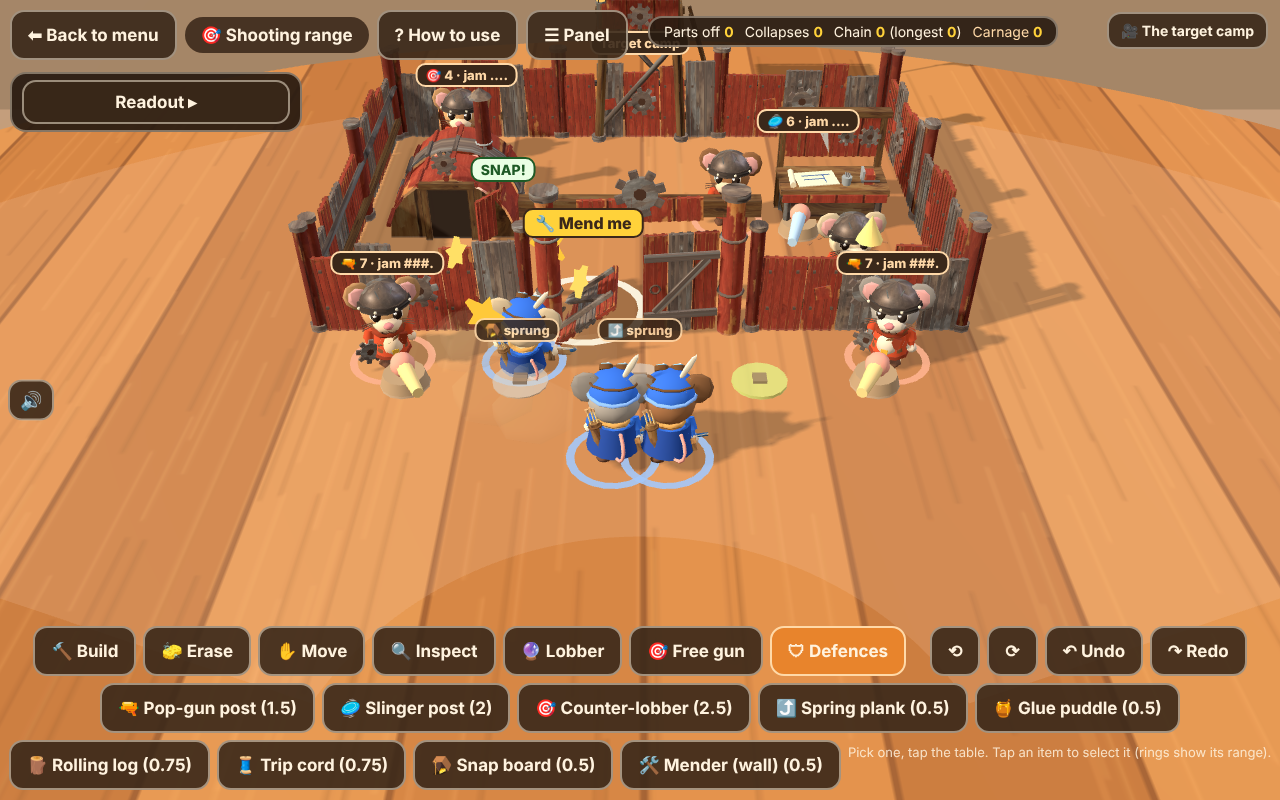 ⬅ Back to menu
🎯 Shooting range
? How to use
☰ Panel
Parts off 0 Collapses 0 Chain 0 (longest 0) Carnage 0
🎥 The target camp
Target camp
Readout ▸
🎯 4 · jam ....
6 · jam ....
SNAP!
🔧 Mend me
🔫 7 · jam ###.
🔫 7 · jam ###.
sprung
⤴ sprung
🔊
🔨 Build
🧽 Erase
✋ Move
🔍 Inspect
🔮 Lobber
🎯 Free gun
🛡 Defences
⟲
⟳
↶ Undo
↷ Redo
🔫 Pop-gun post (1.5)
Slinger post (2)
🎯 Counter-lobber (2.5)
⤴ Spring plank (0.5)
🍯 Glue puddle (0.5)
🪵 Rolling log (0.75)
🧵 Trip cord (0.75)
🪤 Snap board (0.5)
🛠 Mender (wall) (0.5)
Pick one, tap the table. Tap an item to select it (rings show its range).